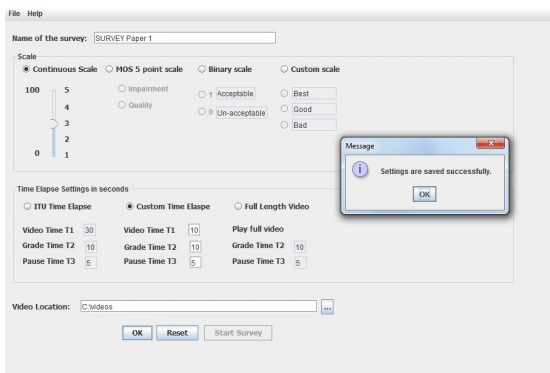 File Help
Name of the survey: SURVEY Paper 1
Scale
Continuous Scale MOS 5 point scale Binary scale Custom scale
100 5 Impairment 1 Acceptable Best
4 Quality 0 Un-acceptable Good
3 Bad
2
0 1
Message
Settings are saved successfully.
OK
Time Elapse Settings in seconds
ITU Time Elapse Custom Time Elaspe Full Length Video
Video Time T1 30 Video Time T1 10 Play full video
Grade Time T2 10 Grade Time T2 10 Grade Time T2 10
Pause Time T3 5 Pause Time T3 5 Pause Time T3 5
Video Location: C:\videos ...
OK Reset Start Survey